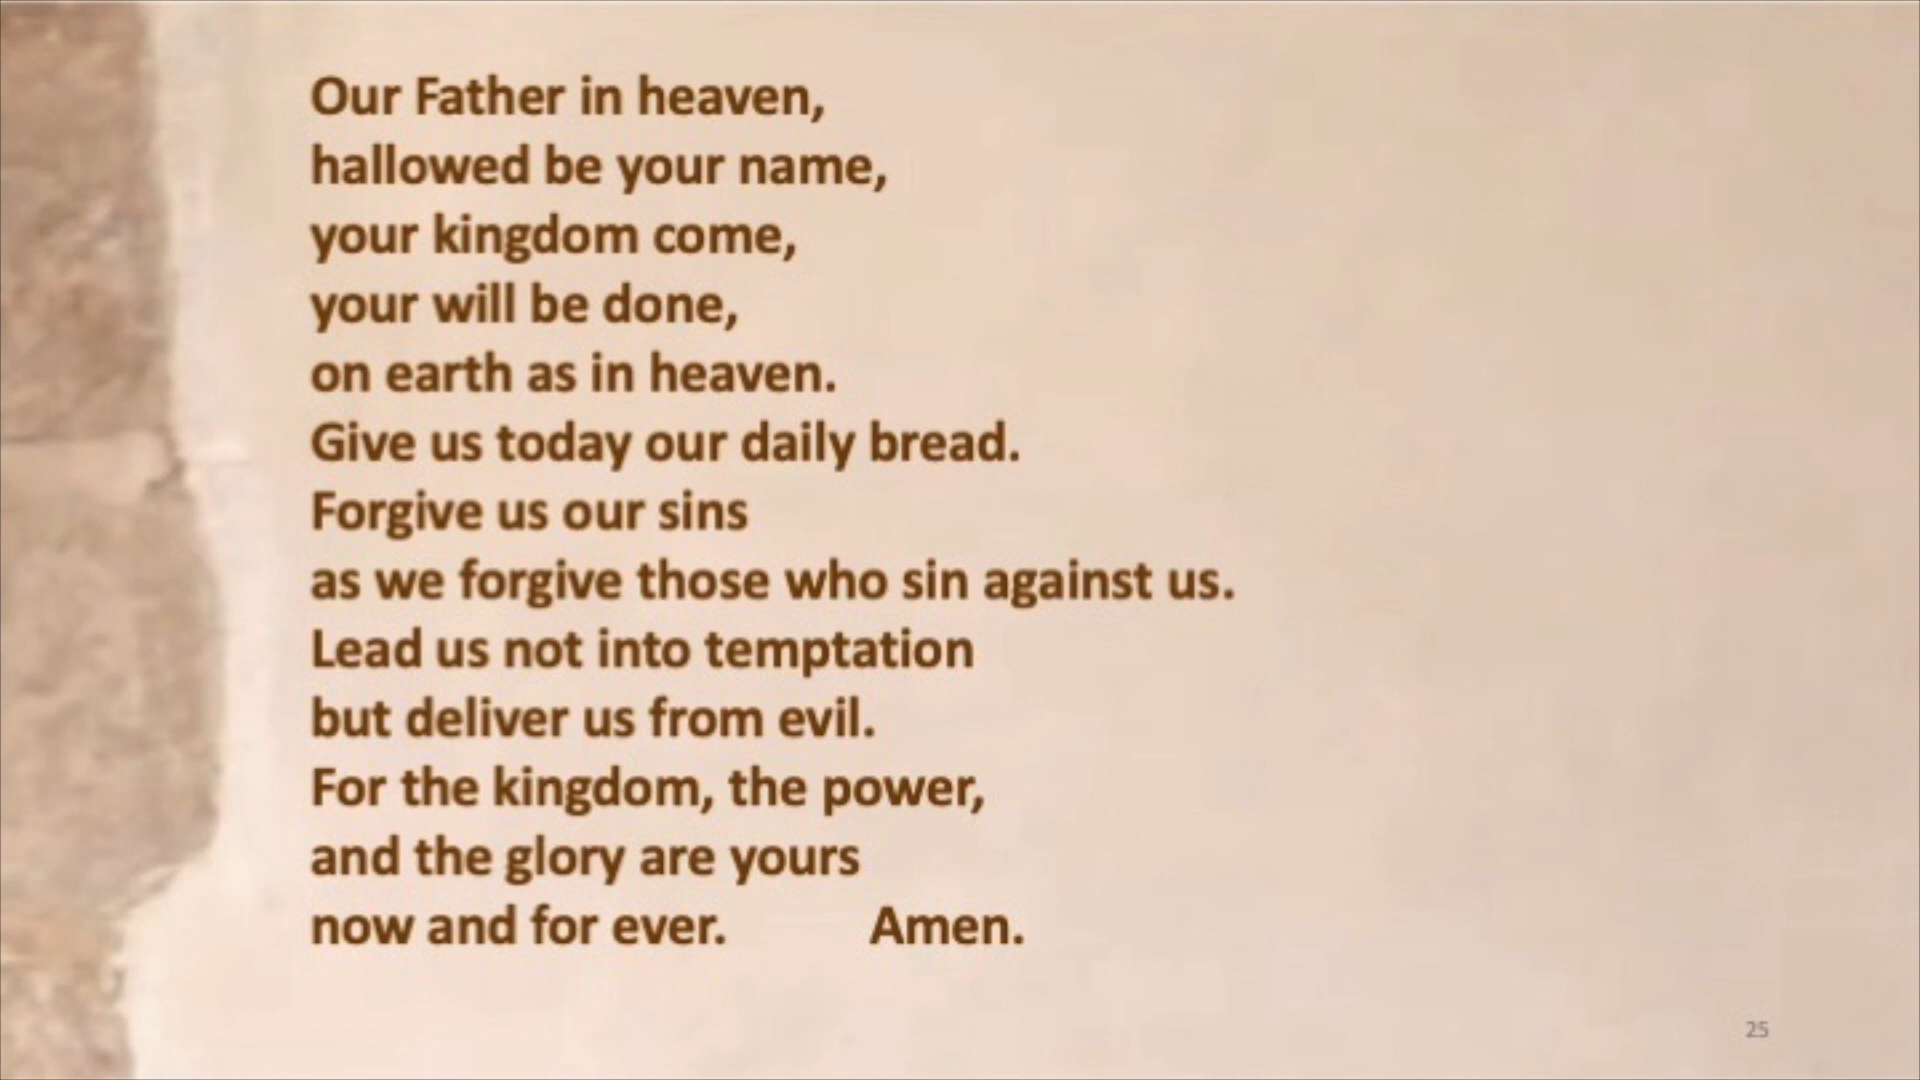 Our Father in heaven,
hallowed be your name,
your kingdom come,
your will be done,
on earth as in heaven.
Give us today our daily bread.
Forgive us our sins
as we forgive those who sin against us.
Lead us not into temptation
but deliver us from evil.
For the kingdom, the power,
and the glory are yours
now and for ever. Amen.
25